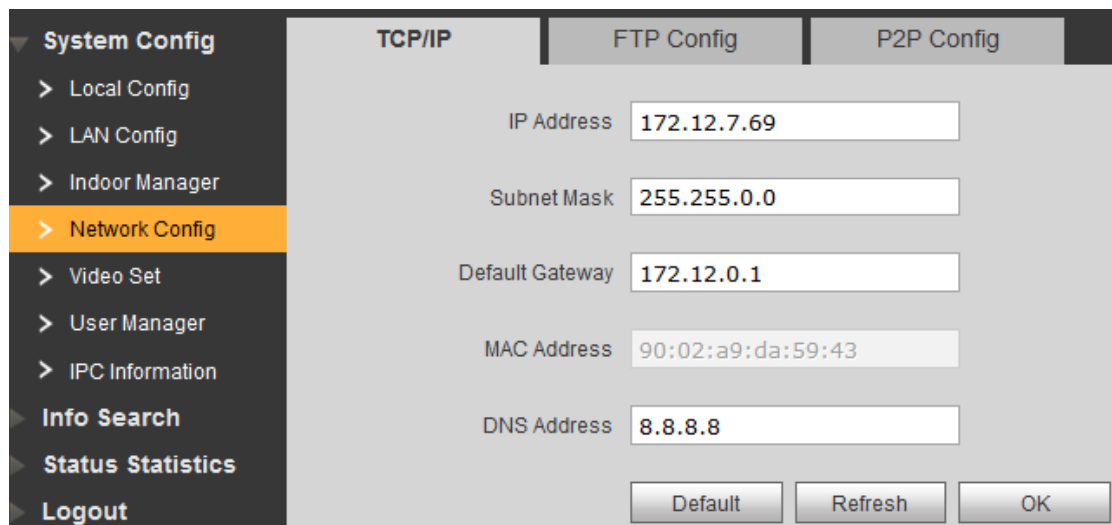 System Config
Local Config
LAN Config
Indoor Manager
Network Config
Video Set
User Manager
IPC Information
Info Search
Status Statistics
Logout
TCP/IP FTP Config P2P Config
IP Address 172.12.7.69
Subnet Mask 255.255.0.0
Default Gateway 172.12.0.1
MAC Address 90:02:a9:da:59:43
DNS Address 8.8.8.8
Default Refresh OK